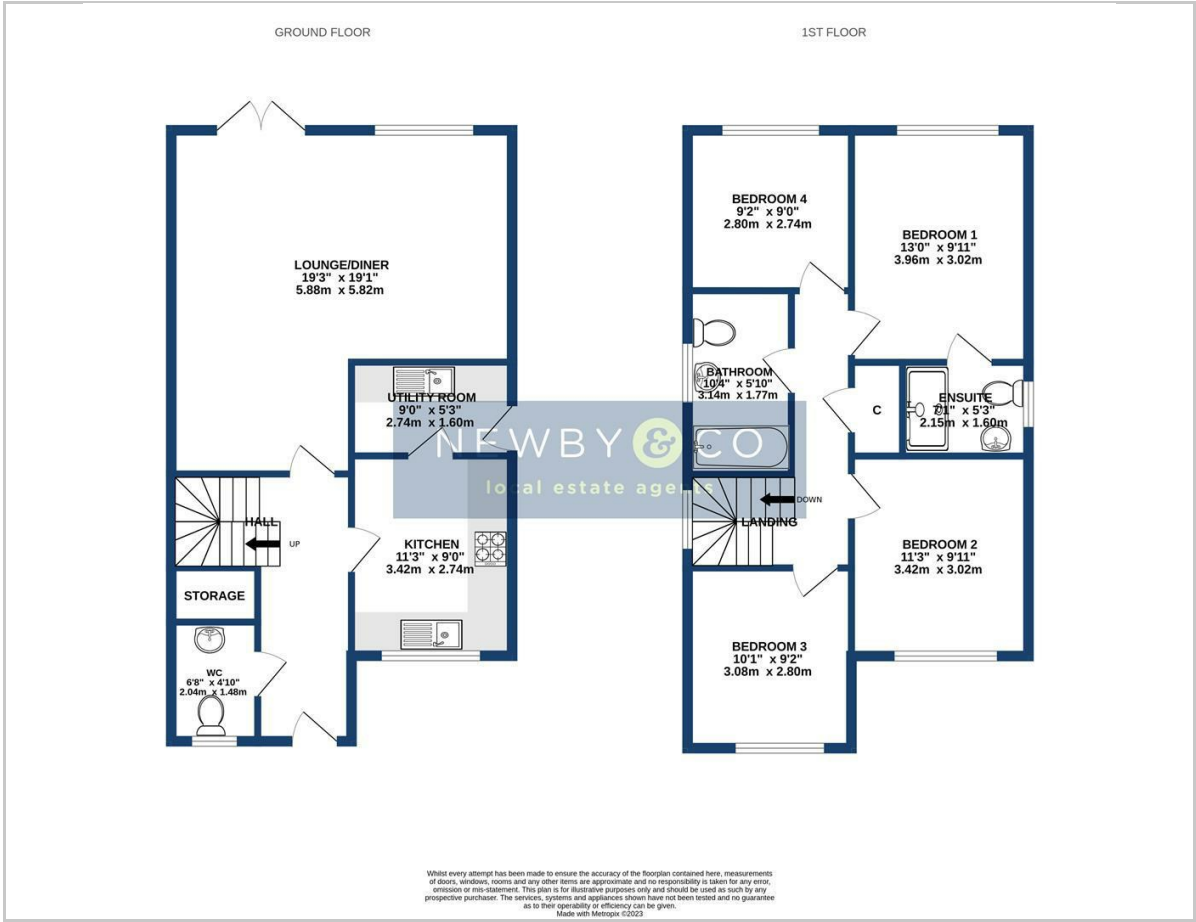 GROUND FLOOR
1ST FLOOR
LOUNGE/DINER
19'3" x 19'1"
5.88m x 5.82m
UTILITY ROOM
9'0" x 5'3"
2.74m x 1.60m
HALL
UP
KITCHEN
11'3" x 9'0"
3.42m x 2.74m
STORAGE
WC
6'8" x 4'10"
2.04m x 1.48m
BEDROOM 4
9'2" x 9'0"
2.80m x 2.74m
BEDROOM 1
13'0" x 9'11"
3.96m x 3.02m
BATHROOM
10'4" x 5'10"
3.14m x 1.77m
C
ENSUITE
7'1" x 5'3"
2.15m x 1.60m
DOWN
LANDING
BEDROOM 2
11'3" x 9'11"
3.42m x 3.02m
BEDROOM 3
10'1" x 9'2"
3.08m x 2.80m
NEWBY & CO
local estate agents
Whilst every attempt has been made to ensure the accuracy of the floorplan contained here, measurements
of doors, windows, rooms and any other items are approximate and no responsibility is taken for any error,
omission or mis-statement. This plan is for illustrative purposes only and should be used as such by any
prospective purchaser. The services, systems and appliances shown have not been tested and no guarantee
as to their operability or efficiency can be given.
Made with Metropix ©2023